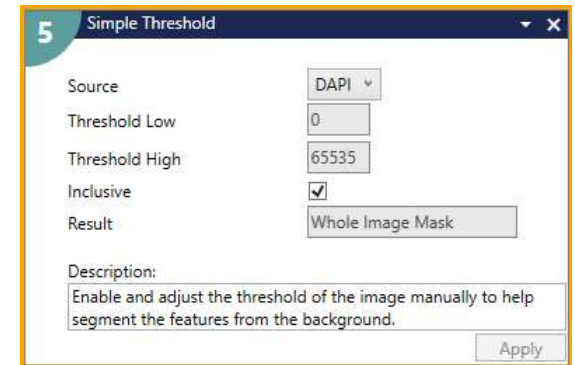 5
Simple Threshold
Source DAPI
Threshold Low 0
Threshold High 65535
Inclusive
Result Whole Image Mask
Description:
Enable and adjust the threshold of the image manually to help
segment the features from the background.
Apply